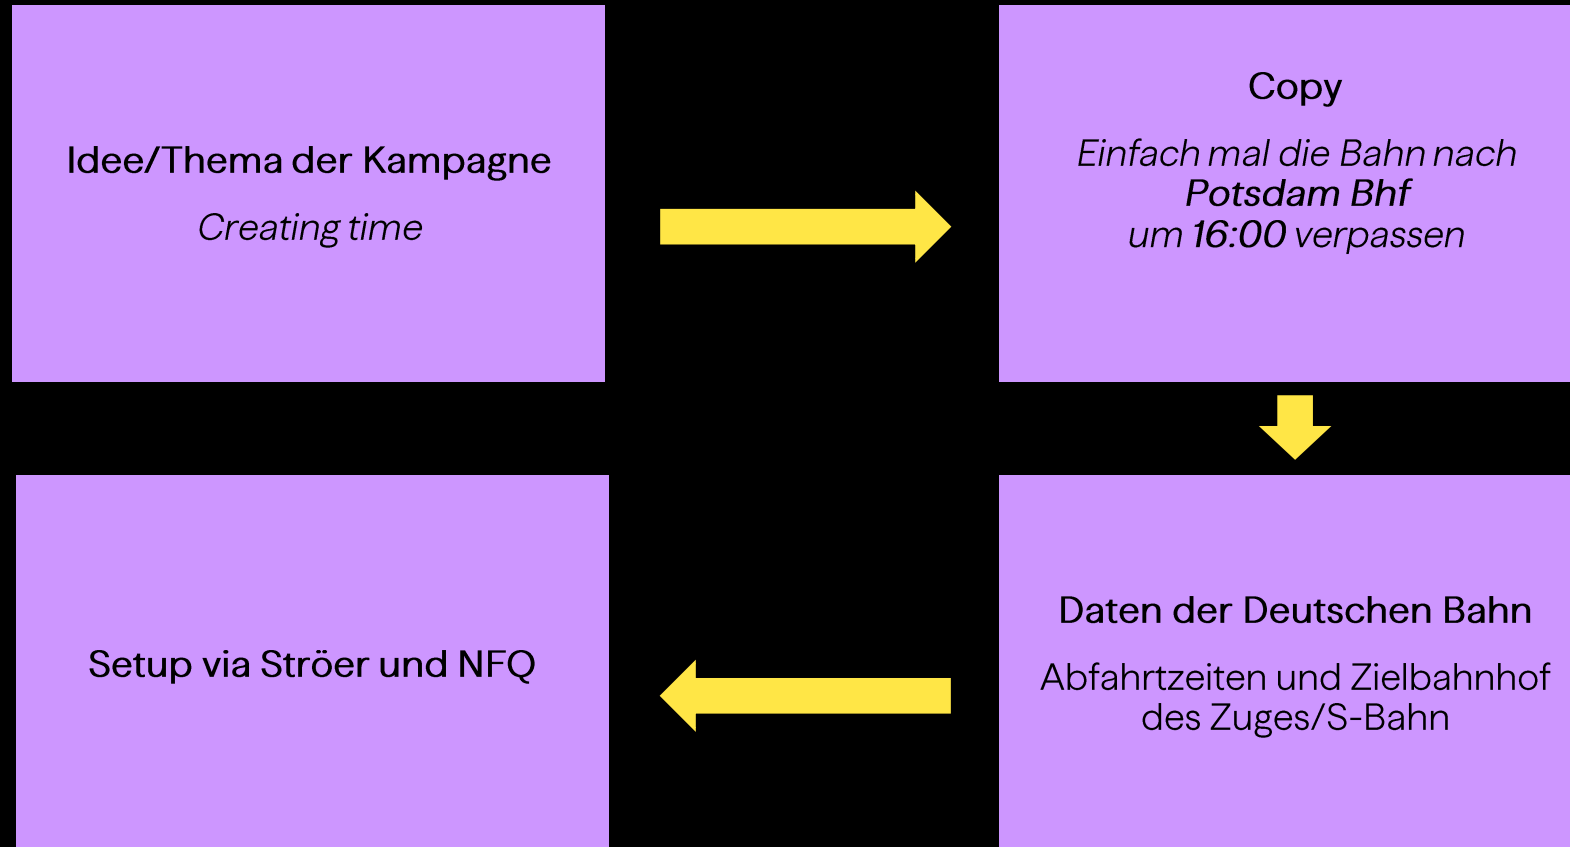 Idee/Thema der Kampagne
Creating time
Copy
Einfach mal die Bahn nach
Potsdam Bhf
um 16:00 verpassen
Daten der Deutschen Bahn
Abfahrtzeiten und Zielbahnhof
des Zuges/S-Bahn
Setup via Ströer und NFQ